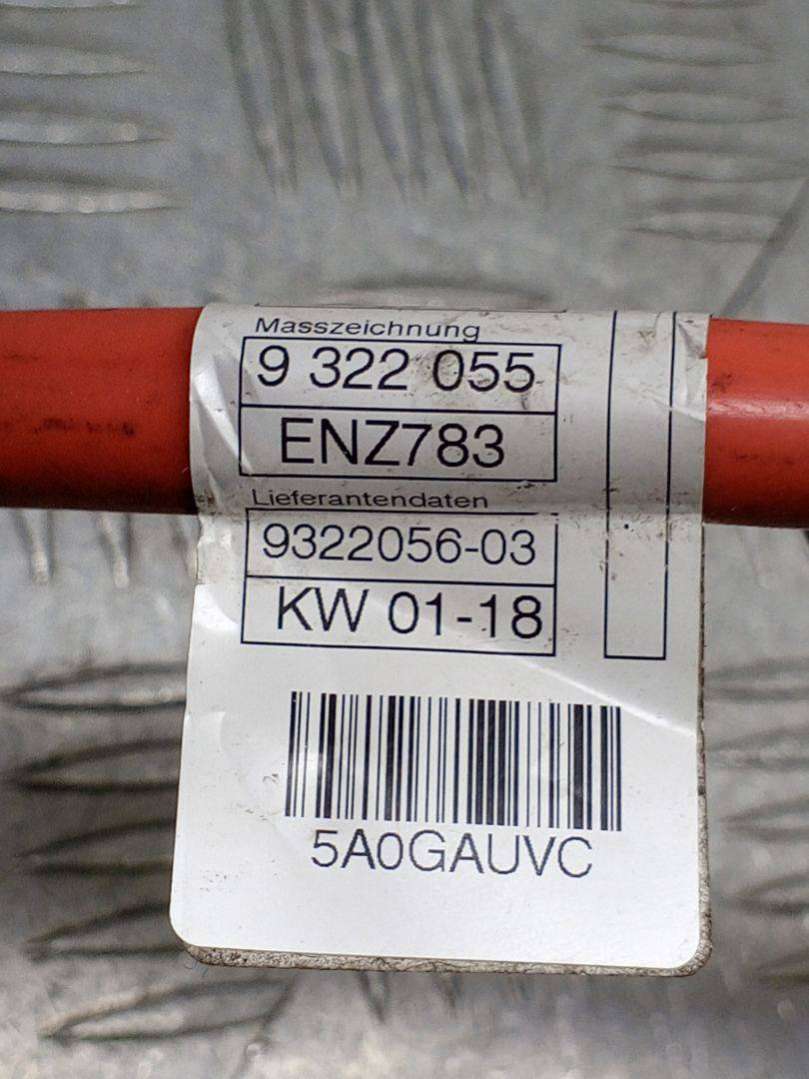 Masszeichnung
9 322 055
ENZ783
Lieferantendaten
9322056-03
KW 01-18
5A0GAUVC